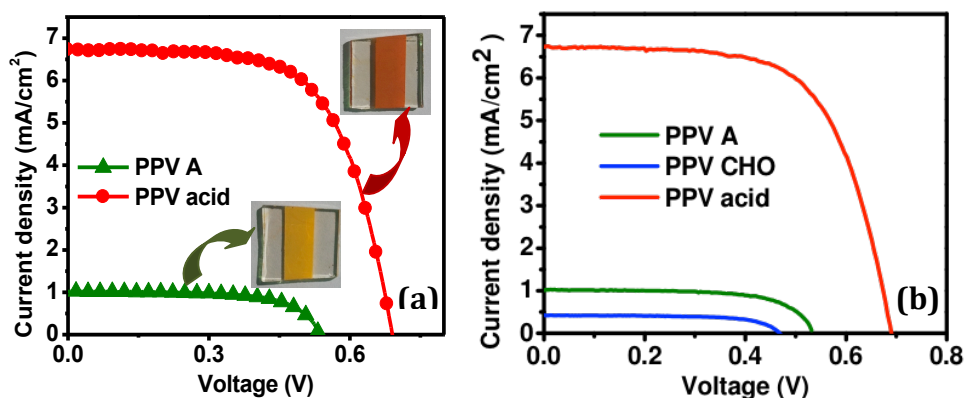 Current density (mA/cm²)
7
6
5
4
3
2
1
0
0.0 0.3 0.6
Voltage (V)
PPV A
PPV acid
(a)
Current density (mA/cm²)
7
6
5
4
3
2
1
0
0.0 0.2 0.4 0.6 0.8
Voltage (V)
PPV A
PPV CHO
PPV acid
(b)